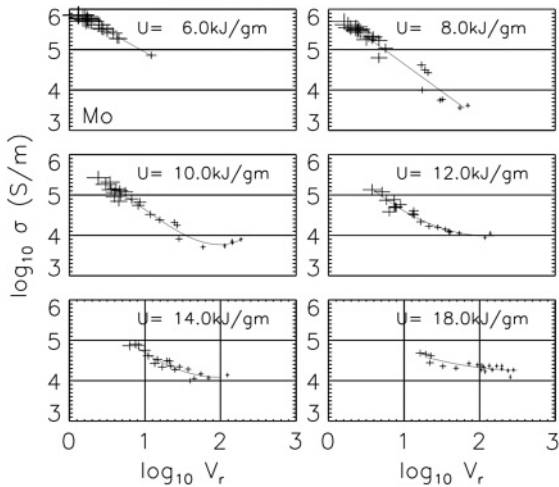 6 U= 6.0kJ/gm 6 U= 8.0kJ/gm
5 5
4 4
3 Mo 3
6 U= 10.0kJ/gm 6 U= 12.0kJ/gm
5 5
4 4
3 3
6 U= 14.0kJ/gm 6 U= 18.0kJ/gm
5 5
4 4
3 3
0 1 2 3 0 1 2 3
log₁₀ σ (S/m)
log₁₀ Vᵣ log₁₀ Vᵣ